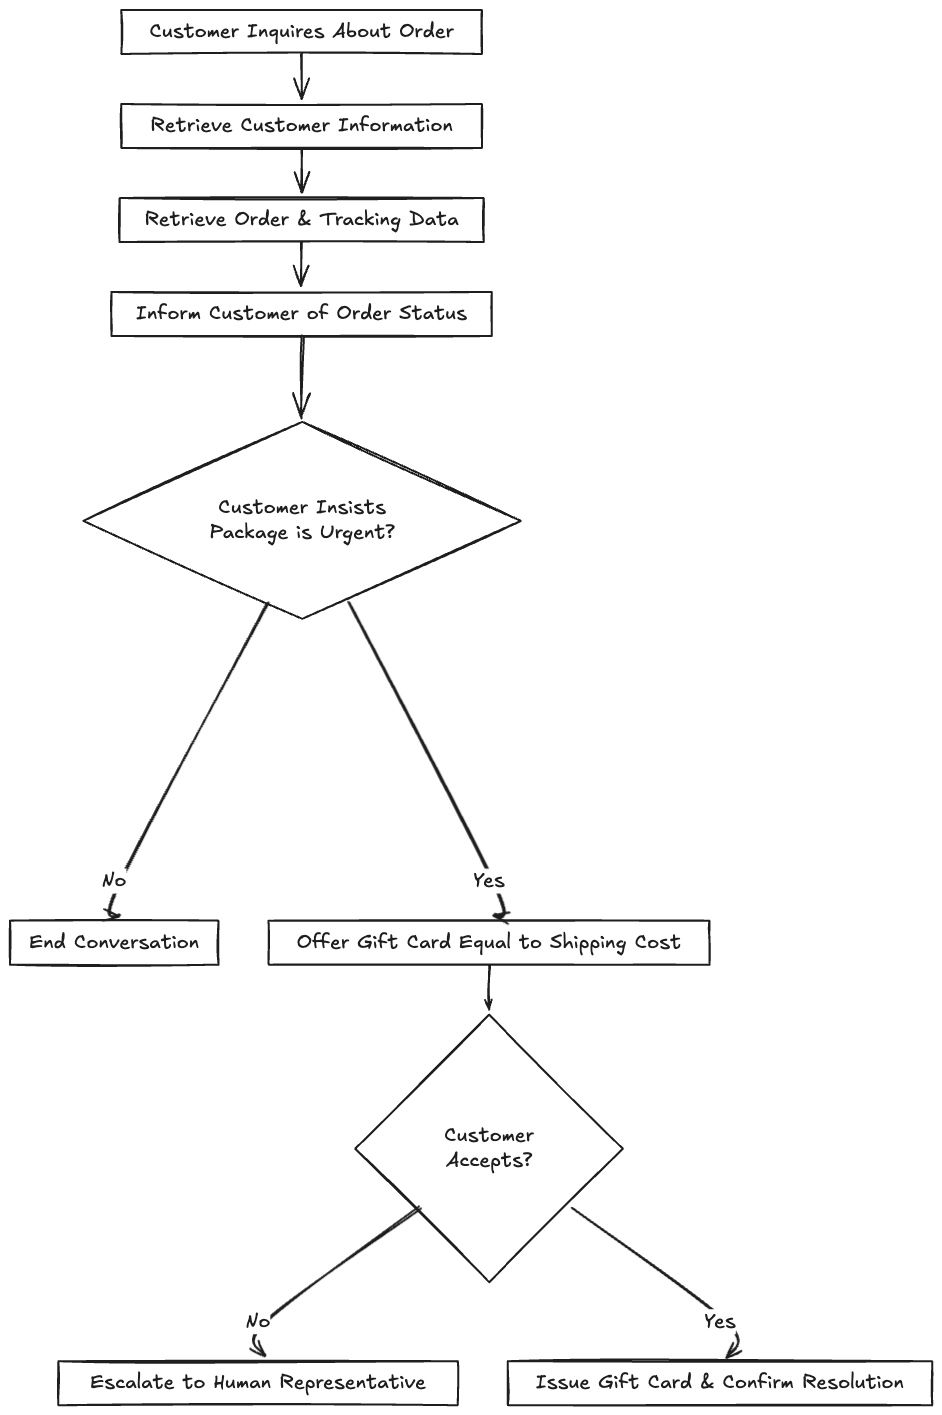 Customer Inquires About Order
Retrieve Customer Information
Retrieve Order & Tracking Data
Inform Customer of Order Status
Customer Insists
Package is Urgent?
No
Yes
End Conversation
Offer Gift Card Equal to Shipping Cost
Customer
Accepts?
No
Yes
Escalate to Human Representative
Issue Gift Card & Confirm Resolution